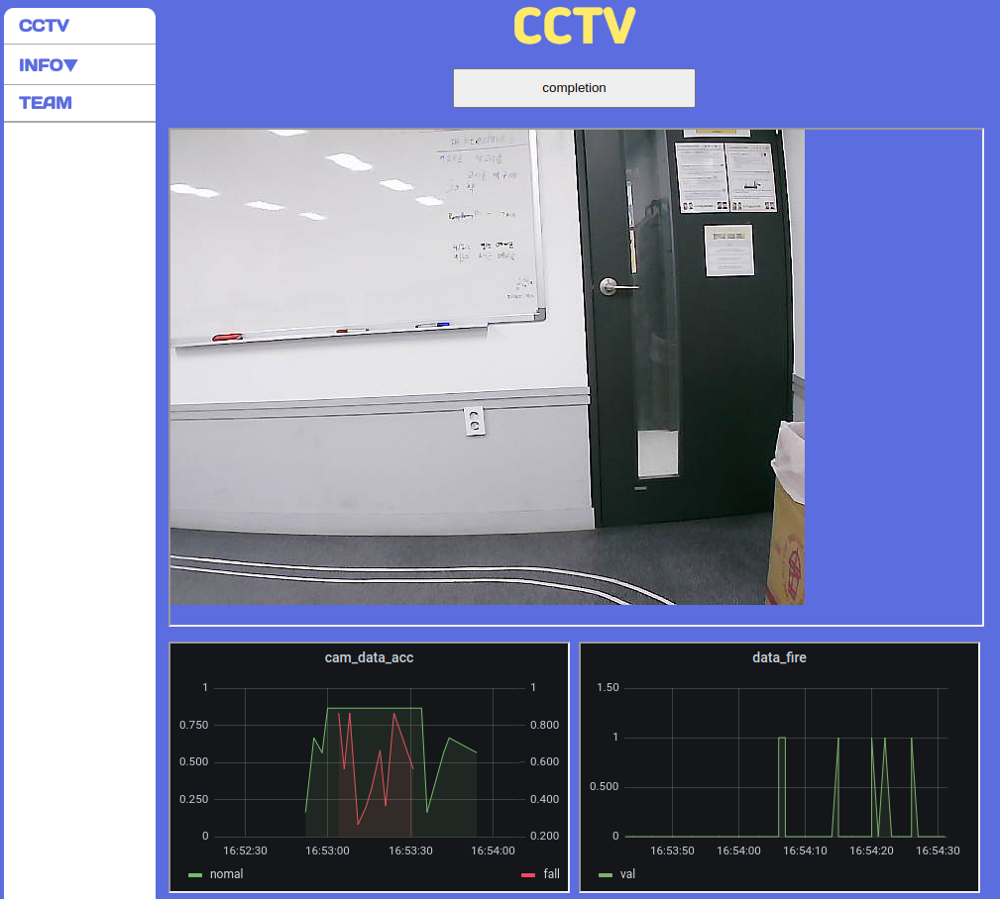 CCTV
INFO▼
TEAM
CCTV
completion
cam_data_acc
1
0.750
0.500
0.250
0
1
0.800
0.600
0.400
0.200
16:52:30
16:53:00
16:53:30
16:54:00
nomal
fall
data_fire
1.50
1
0.500
0
16:53:50
16:54:00
16:54:10
16:54:20
16:54:30
val